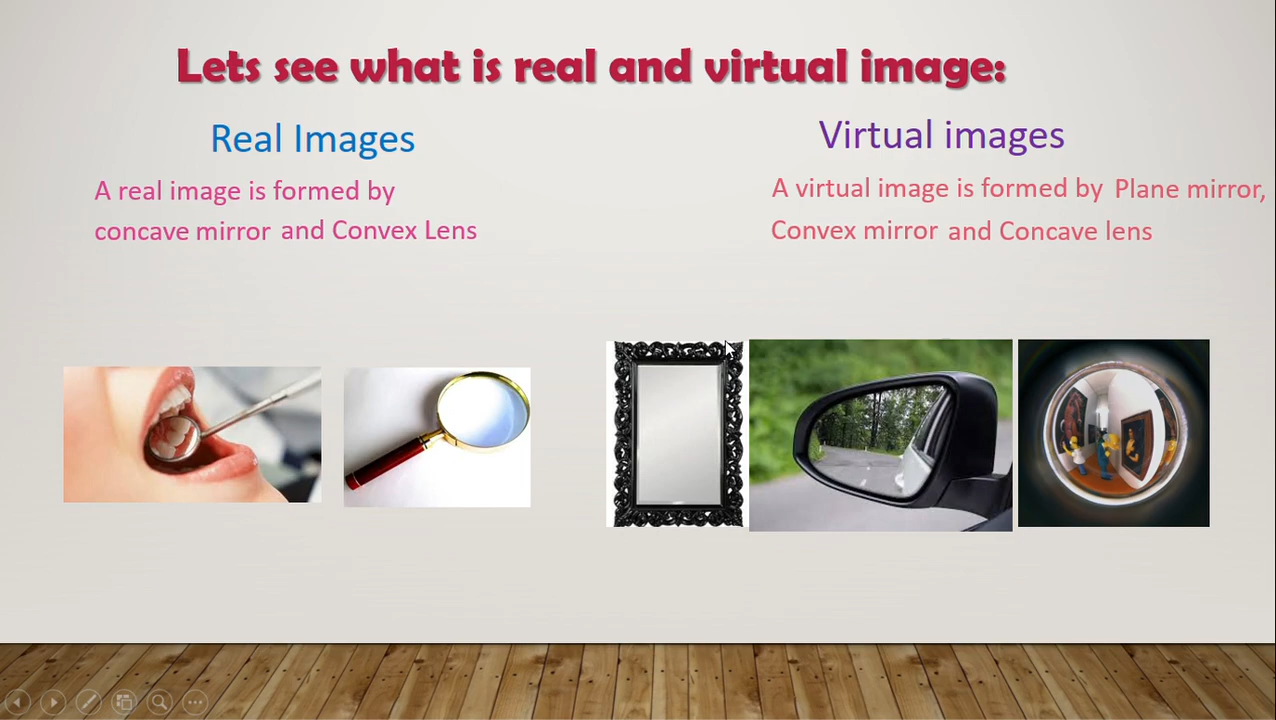 Lets see what is real and virtual image:
Real Images
A real image is formed by
concave mirror and Convex Lens
Virtual images
A virtual image is formed by Plane mirror,
Convex mirror and Concave lens